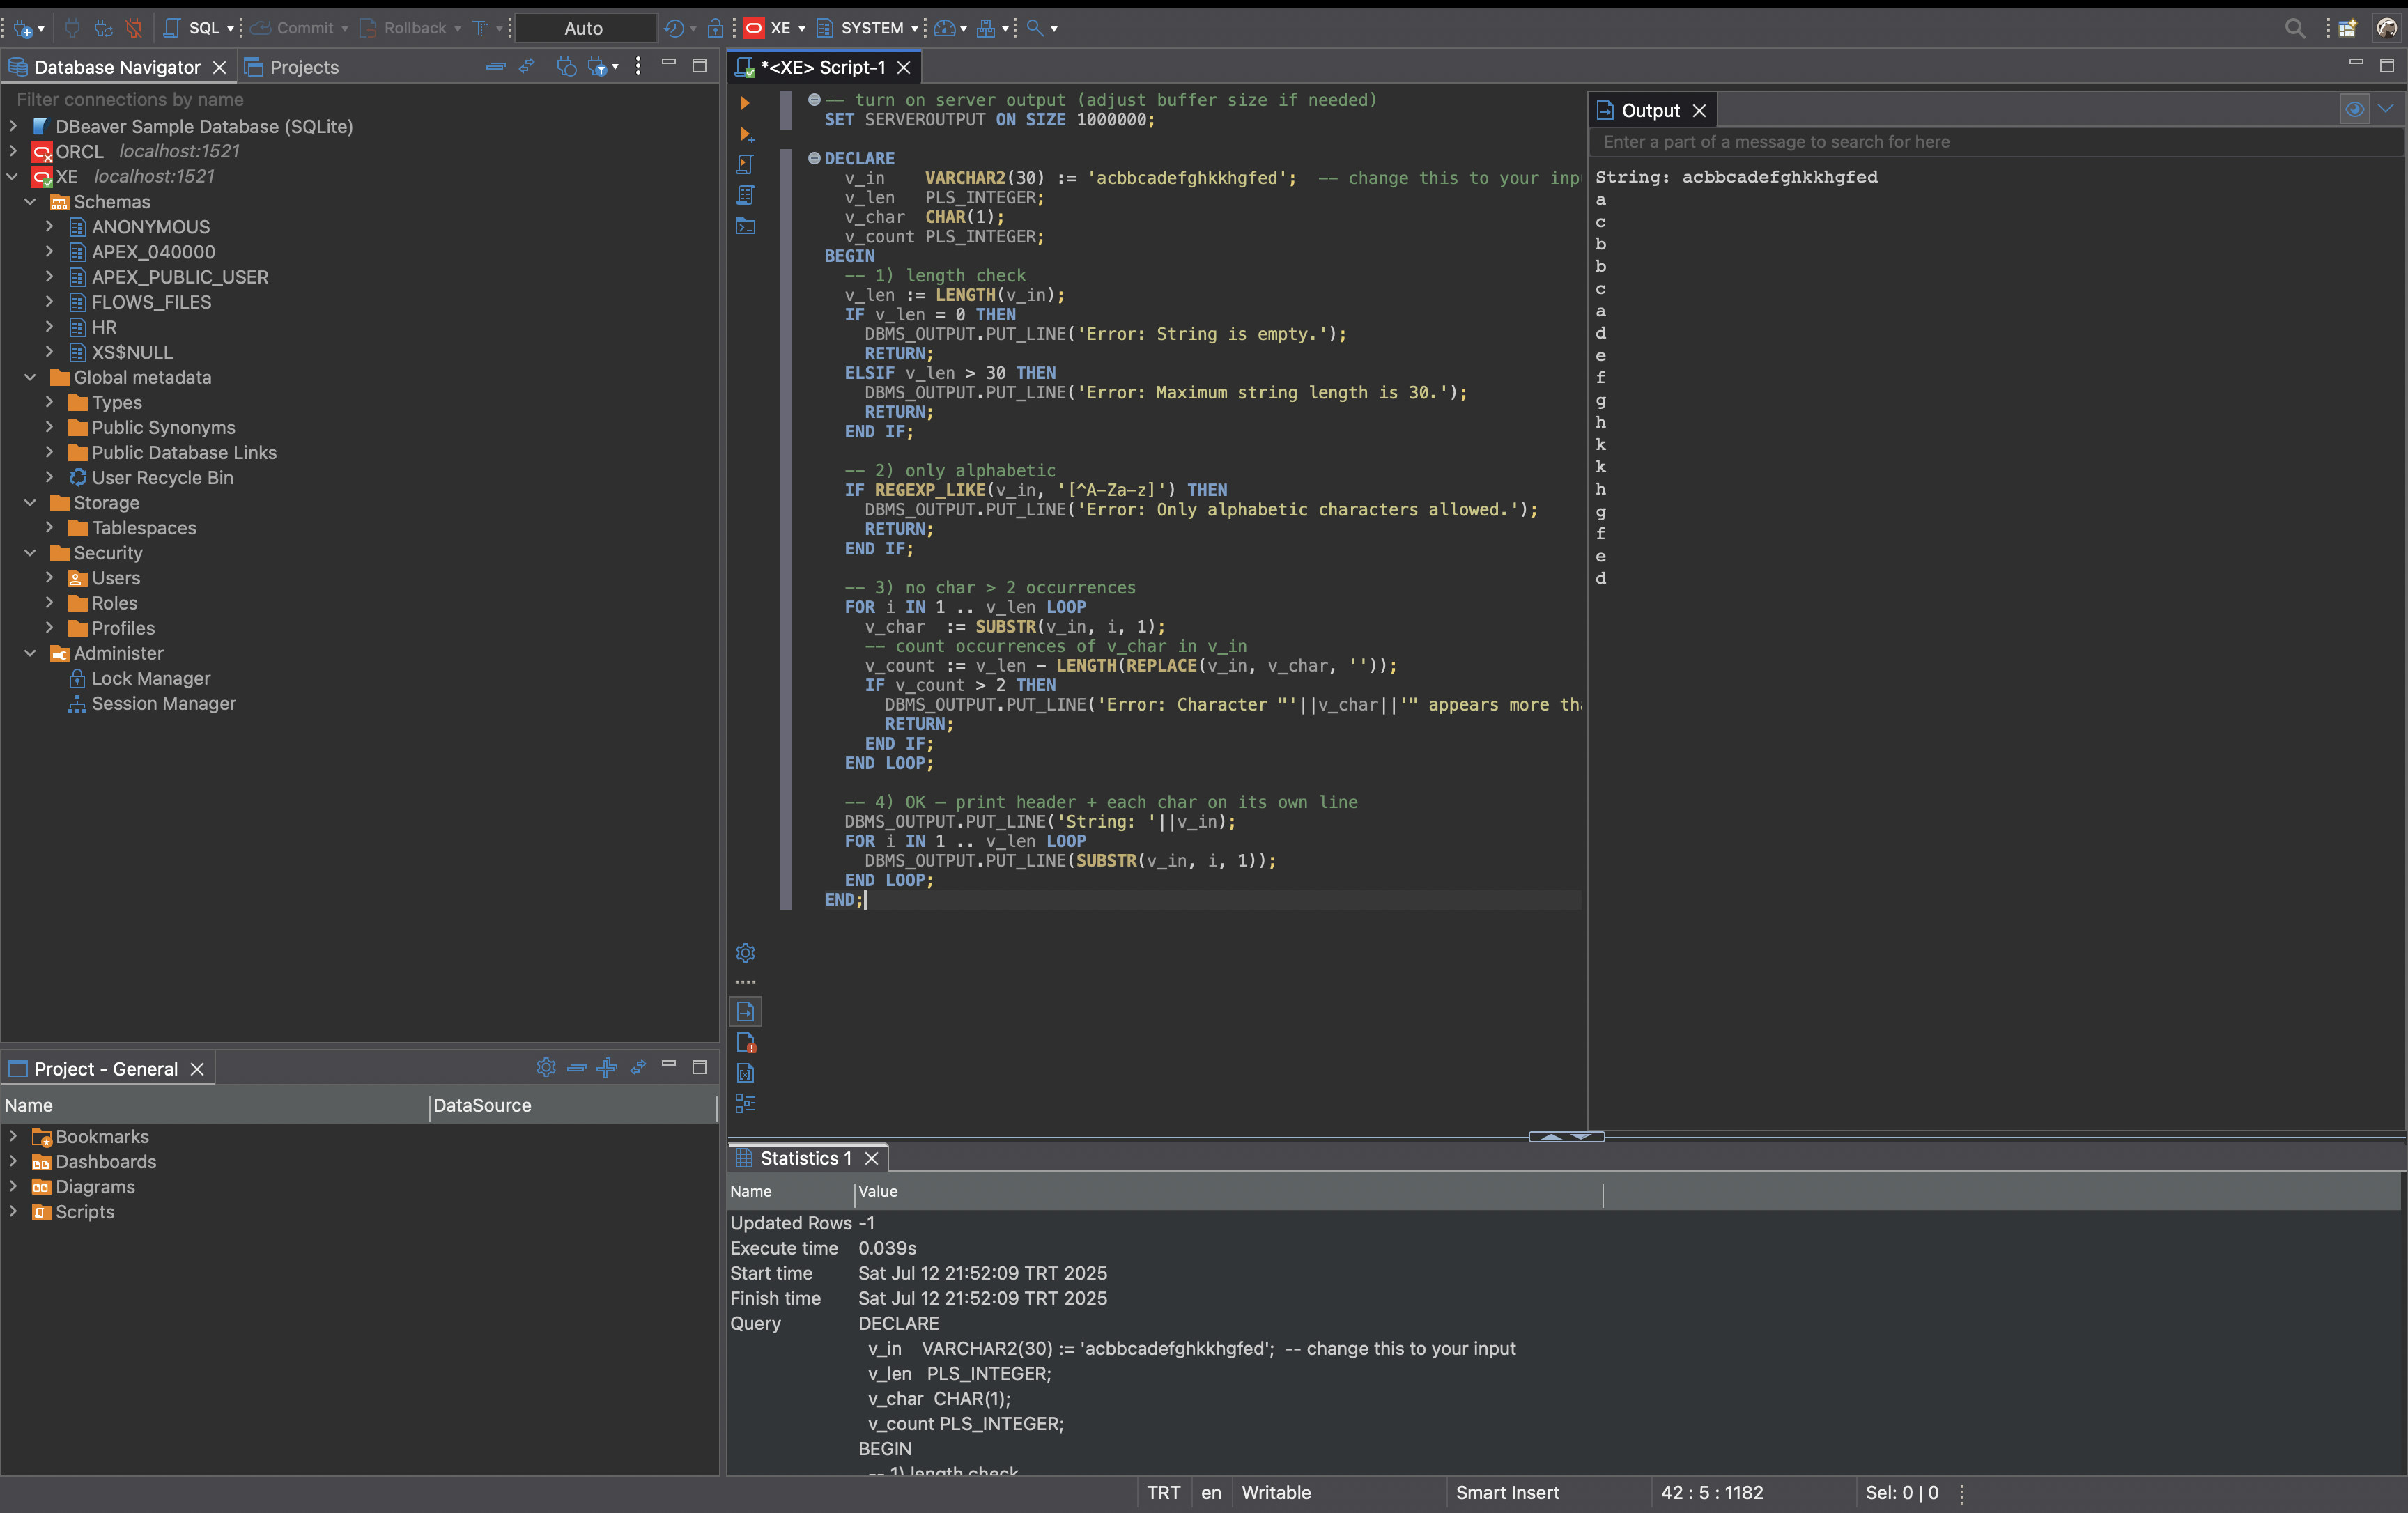 SQL
Commit
Rollback
T
Auto
XE
SYSTEM
Database Navigator
Projects
Filter connections by name
DBeaver Sample Database (SQLite)
ORCL localhost:1521
XE localhost:1521
Schemas
ANONYMOUS
APEX_040000
APEX_PUBLIC_USER
FLOWS_FILES
HR
XS$NULL
Global metadata
Types
Public Synonyms
Public Database Links
User Recycle Bin
Storage
Tablespaces
Security
Users
Roles
Profiles
Administer
Lock Manager
Session Manager
Project - General
Name DataSource
Bookmarks
Dashboards
Diagrams
Scripts
*<XE> Script-1
-- turn on server output (adjust buffer size if needed)
SET SERVEROUTPUT ON SIZE 1000000;
DECLARE
v_in VARCHAR2(30) := 'acbbcadefghkkhgfed'; -- change this to your inp
v_len PLS_INTEGER;
v_char CHAR(1);
v_count PLS_INTEGER;
BEGIN
-- 1) length check
v_len := LENGTH(v_in);
IF v_len = 0 THEN
DBMS_OUTPUT.PUT_LINE('Error: String is empty.');
RETURN;
ELSIF v_len > 30 THEN
DBMS_OUTPUT.PUT_LINE('Error: Maximum string length is 30.');
RETURN;
END IF;
-- 2) only alphabetic
IF REGEXP_LIKE(v_in, '[^A-Za-z]') THEN
DBMS_OUTPUT.PUT_LINE('Error: Only alphabetic characters allowed.');
RETURN;
END IF;
-- 3) no char > 2 occurrences
FOR i IN 1 .. v_len LOOP
v_char := SUBSTR(v_in, i, 1);
-- count occurrences of v_char in v_in
v_count := v_len - LENGTH(REPLACE(v_in, v_char, ''));
IF v_count > 2 THEN
DBMS_OUTPUT.PUT_LINE('Error: Character "'||v_char||'" appears more th
RETURN;
END IF;
END LOOP;
-- 4) OK – print header + each char on its own line
DBMS_OUTPUT.PUT_LINE('String: '||v_in);
FOR i IN 1 .. v_len LOOP
DBMS_OUTPUT.PUT_LINE(SUBSTR(v_in, i, 1));
END LOOP;
END;
Output
Enter a part of a message to search for here
String: acbbcadefghkkhgfed
a
c
b
b
c
a
d
e
f
g
h
k
k
h
g
f
e
d
Statistics 1
Name Value
Updated Rows -1
Execute time 0.039s
Start time Sat Jul 12 21:52:09 TRT 2025
Finish time Sat Jul 12 21:52:09 TRT 2025
Query DECLARE
v_in VARCHAR2(30) := 'acbbcadefghkkhgfed'; -- change this to your input
v_len PLS_INTEGER;
v_char CHAR(1);
v_count PLS_INTEGER;
BEGIN
-- 1) length check
TRT en Writable Smart Insert 42 : 5 : 1182 Sel: 0 | 0